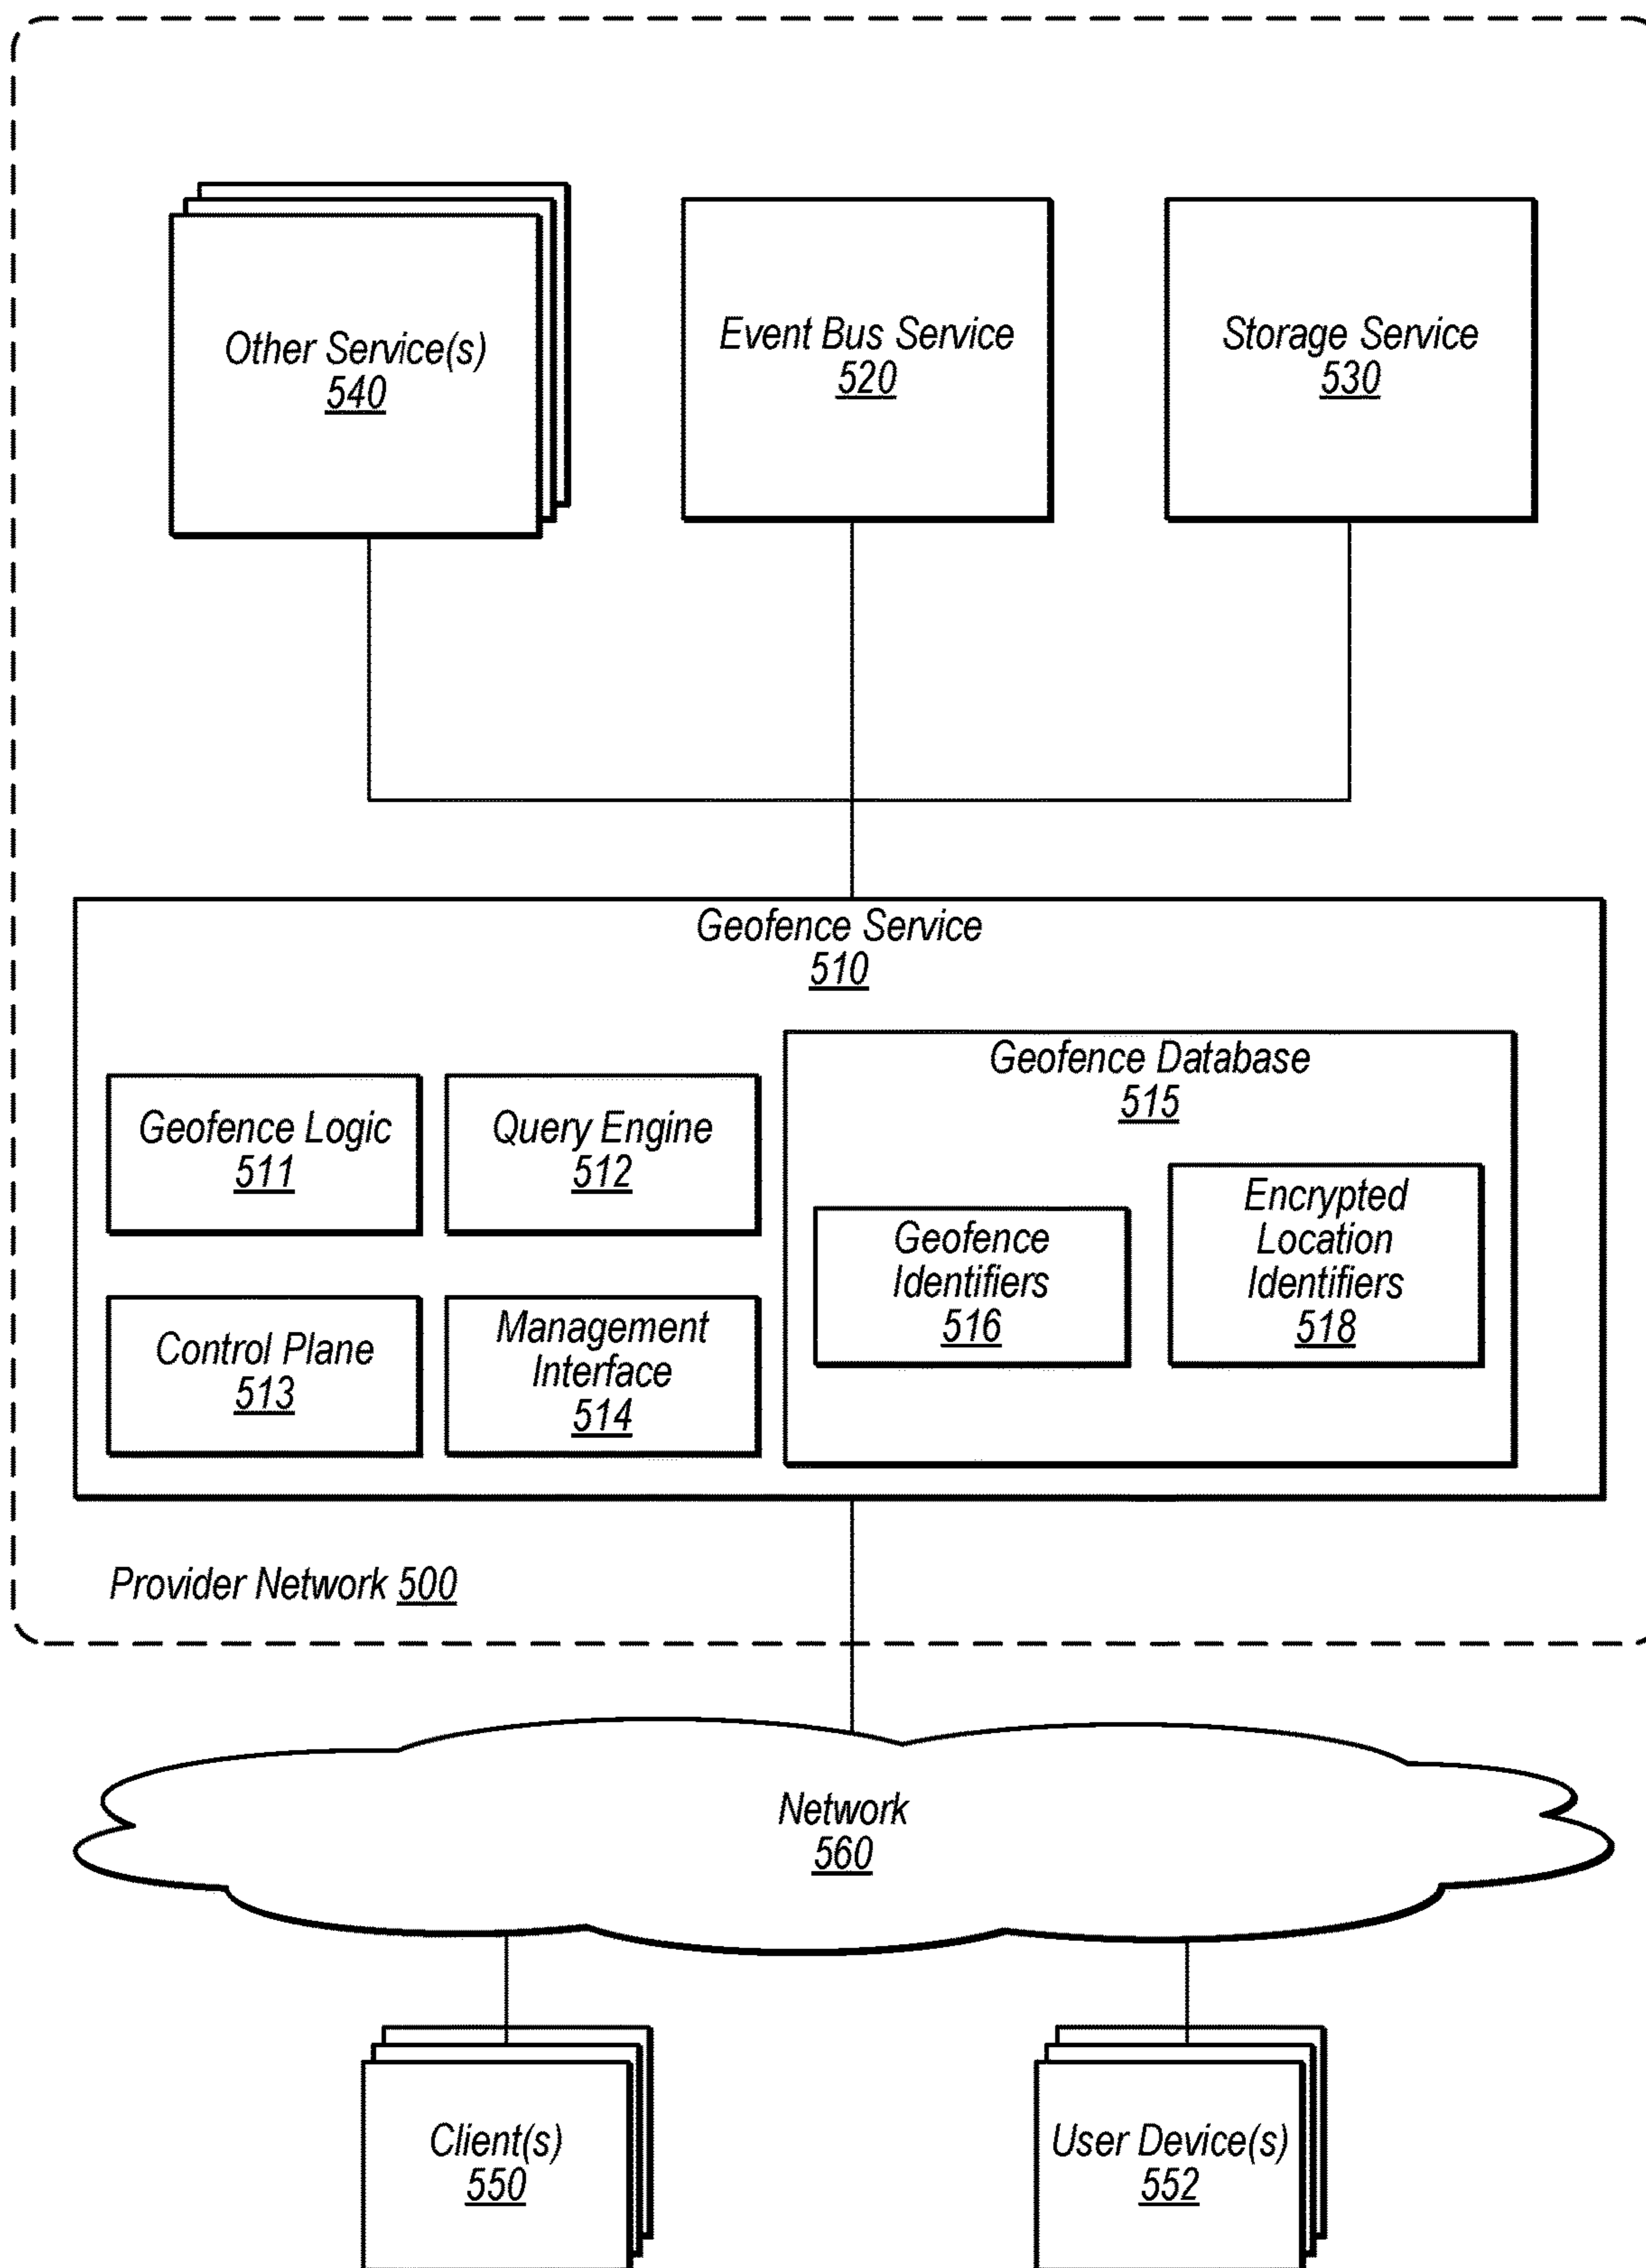 Other Service(s)
540
Event Bus Service
520
Storage Service
530
Geofence Service
510
Geofence Logic
511
Query Engine
512
Control Plane
513
Management
Interface
514
Geofence Database
515
Geofence
Identifiers
516
Encrypted
Location
Identifiers
518
Provider Network 500
Network
560
Client(s)
550
User Device(s)
552